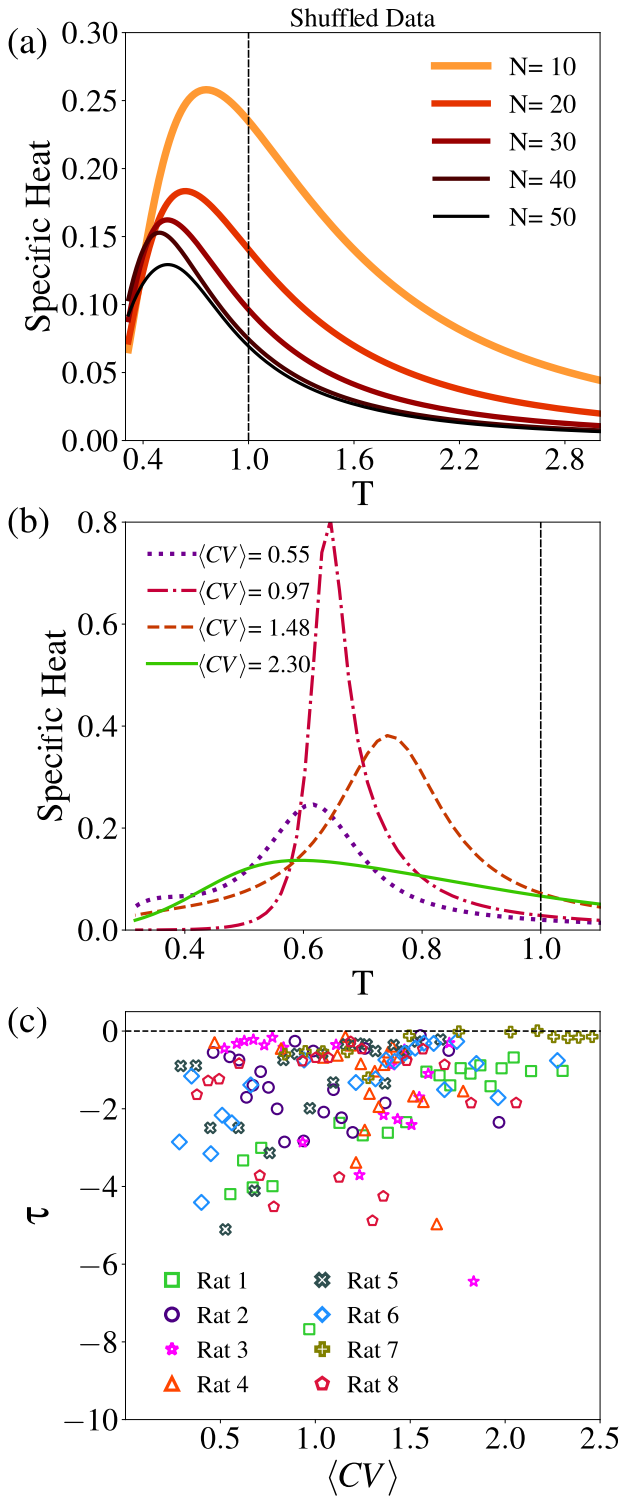 Shuffled Data
(a)
0.30
0.25
0.20
0.15
0.10
0.05
0.00
Specific Heat
N= 10
N= 20
N= 30
N= 40
N= 50
0.4 1.0 1.6 2.2 2.8
T
(b)
0.8
0.6
0.4
0.2
0.0
Specific Heat
⟨CV⟩= 0.55
⟨CV⟩= 0.97
⟨CV⟩= 1.48
⟨CV⟩= 2.30
0.4 0.6 0.8 1.0
T
(c)
0
−2
−4
−6
−8
−10
τ
Rat 1
Rat 2
Rat 3
Rat 4
Rat 5
Rat 6
Rat 7
Rat 8
0.5 1.0 1.5 2.0 2.5
⟨CV⟩